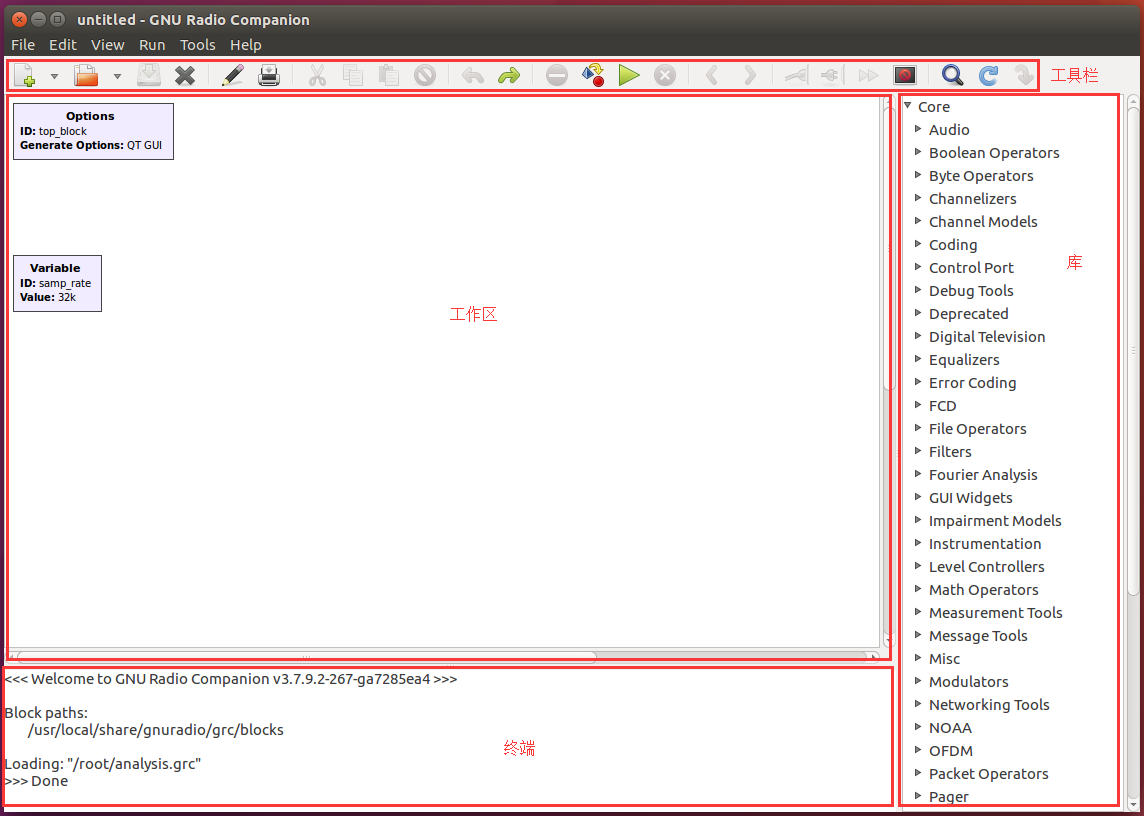 untitled - GNU Radio Companion
File Edit View Run Tools Help
工具栏
Options
ID: top_block
Generate Options: QT GUI
Variable
ID: samp_rate
Value: 32k
工作区
<<< Welcome to GNU Radio Companion v3.7.9.2-267-ga7285ea4 >>>
Block paths:
/usr/local/share/gnuradio/grc/blocks
Loading: "/root/analysis.grc"
>>> Done
终端
Core
Audio
Boolean Operators
Byte Operators
Channelizers
Channel Models
Coding
库
Control Port
Debug Tools
Deprecated
Digital Television
Equalizers
Error Coding
FCD
File Operators
Filters
Fourier Analysis
GUI Widgets
Impairment Models
Instrumentation
Level Controllers
Math Operators
Measurement Tools
Message Tools
Misc
Modulators
Networking Tools
NOAA
OFDM
Packet Operators
Pager